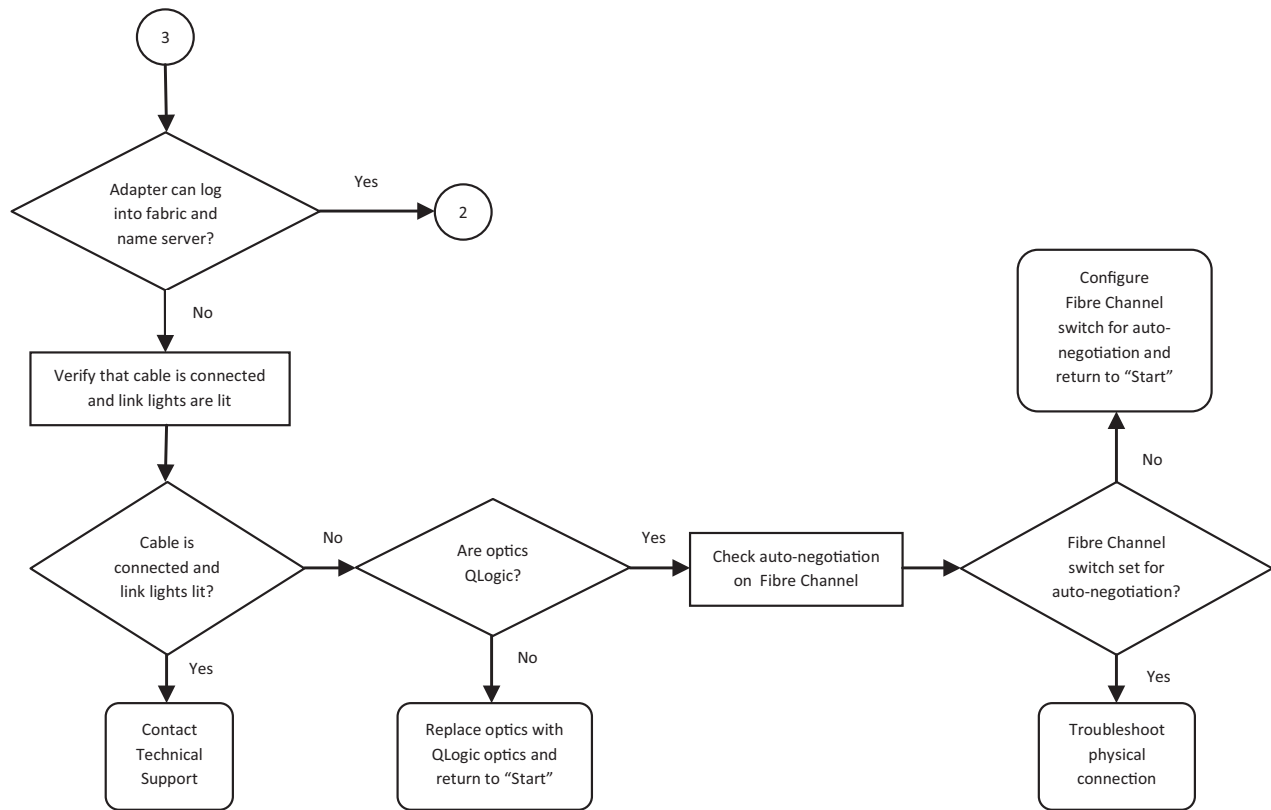 3
Adapter can log
into fabric and
name server?
Yes
2
No
Verify that cable is connected
and link lights are lit
Cable is
connected and
link lights lit?
No
Yes
Contact
Technical
Support
Are optics
QLogic?
Yes
No
Replace optics with
QLogic optics and
return to “Start”
Check auto-negotiation
on Fibre Channel
Fibre Channel
switch set for
auto-negotiation?
No
Configure
Fibre Channel
switch for auto-
negotiation and
return to “Start”
Yes
Troubleshoot
physical
connection